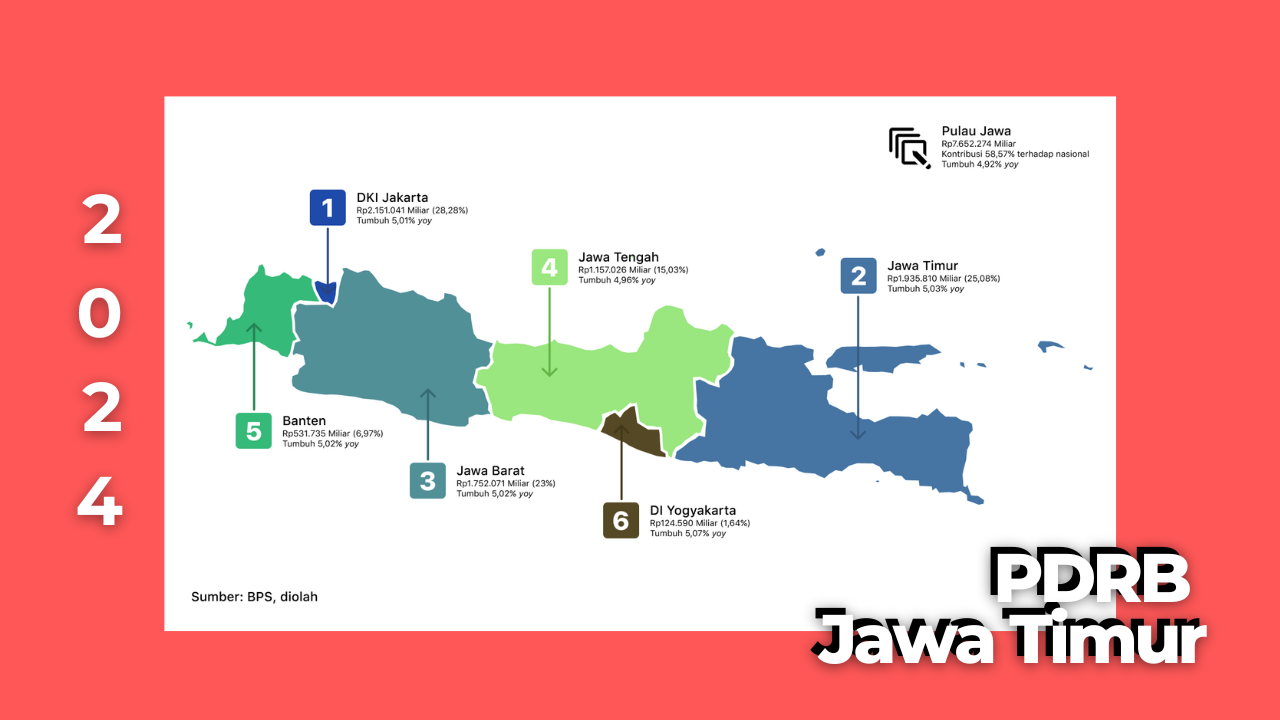 2
0
2
4
Pulau Jawa
Rp7.652.274 Miliar
Kontribusi 58,57% terhadap nasional
Tumbuh 4,92% yoy
1
DKI Jakarta
Rp2.151.041 Miliar (28,28%)
Tumbuh 5,01% yoy
4
Jawa Tengah
Rp1.157.026 Miliar (15,03%)
Tumbuh 4,96% yoy
2
Jawa Timur
Rp1.935.810 Miliar (25,08%)
Tumbuh 5,03% yoy
5
Banten
Rp531.735 Miliar (6,97%)
Tumbuh 5,02% yoy
3
Jawa Barat
Rp1.752.071 Miliar (23%)
Tumbuh 5,02% yoy
6
DI Yogyakarta
Rp124.590 Miliar (1,64%)
Tumbuh 5,07% yoy
Sumber: BPS, diolah
PDRB
Jawa Timur